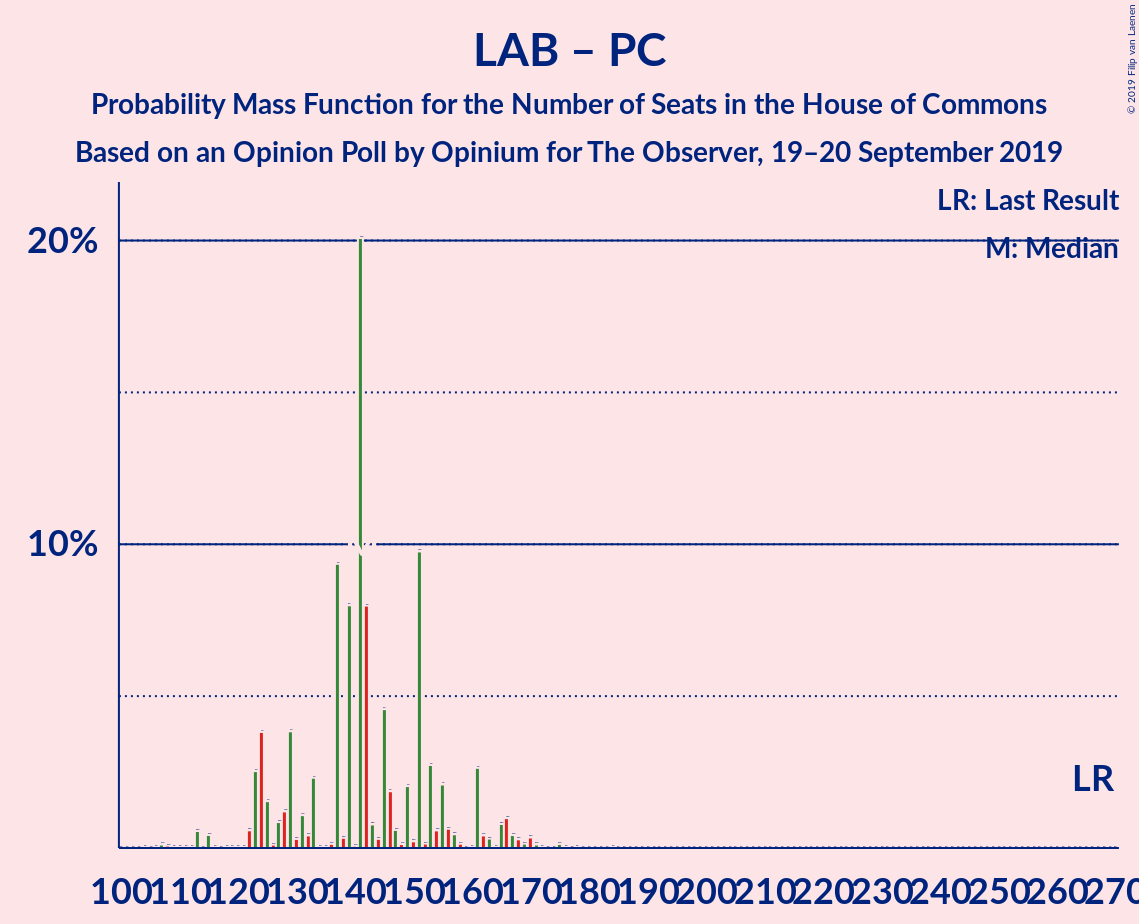 LAB – PC
Probability Mass Function for the Number of Seats in the House of Commons
Based on an Opinion Poll by Opinium for The Observer, 19–20 September 2019
© 2019 Filip van Laenen
LR: Last Result
M: Median
20%
10%
LR
100 110 120 130 140 150 160 170 180 190 200 210 220 230 240 250 260 270